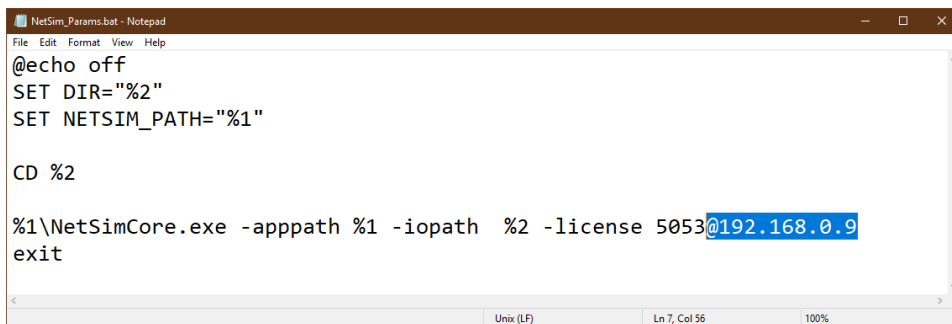 NetSim_Params.bat - Notepad
File Edit Format View Help
@echo off
SET DIR="%2"
SET NETSIM_PATH="%1"
CD %2
%1\NetSimCore.exe -apppath %1 -iopath  %2 -license 5053@192.168.0.9
exit
Unix (LF) Ln 7, Col 56 100%